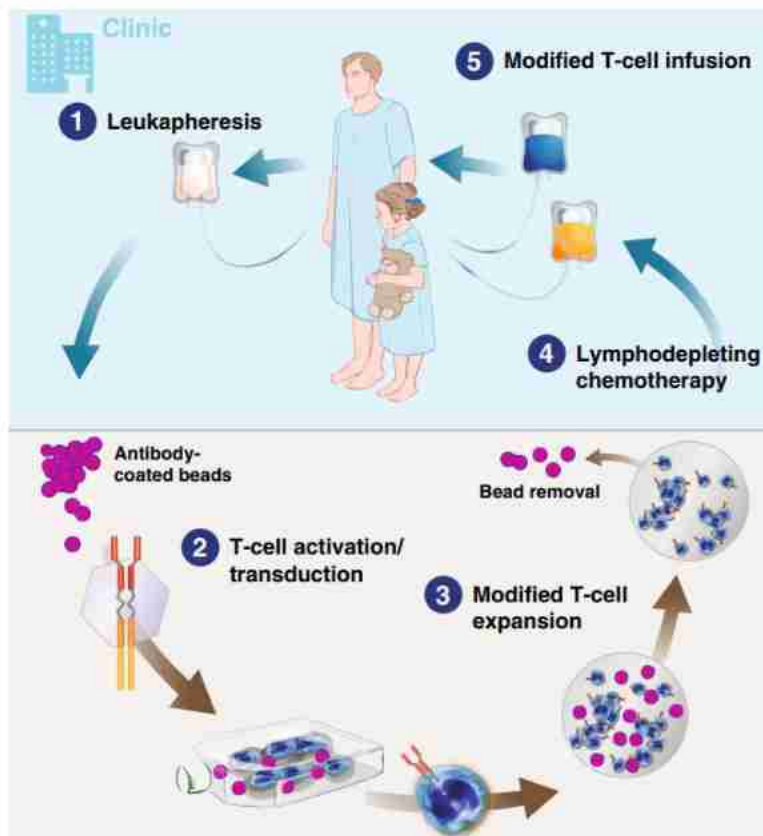 Clinic
1 Leukapheresis
5 Modified T-cell infusion
4 Lymphodepleting
chemotherapy
Antibody-
coated beads
2 T-cell activation/
transduction
Bead removal
3 Modified T-cell
expansion